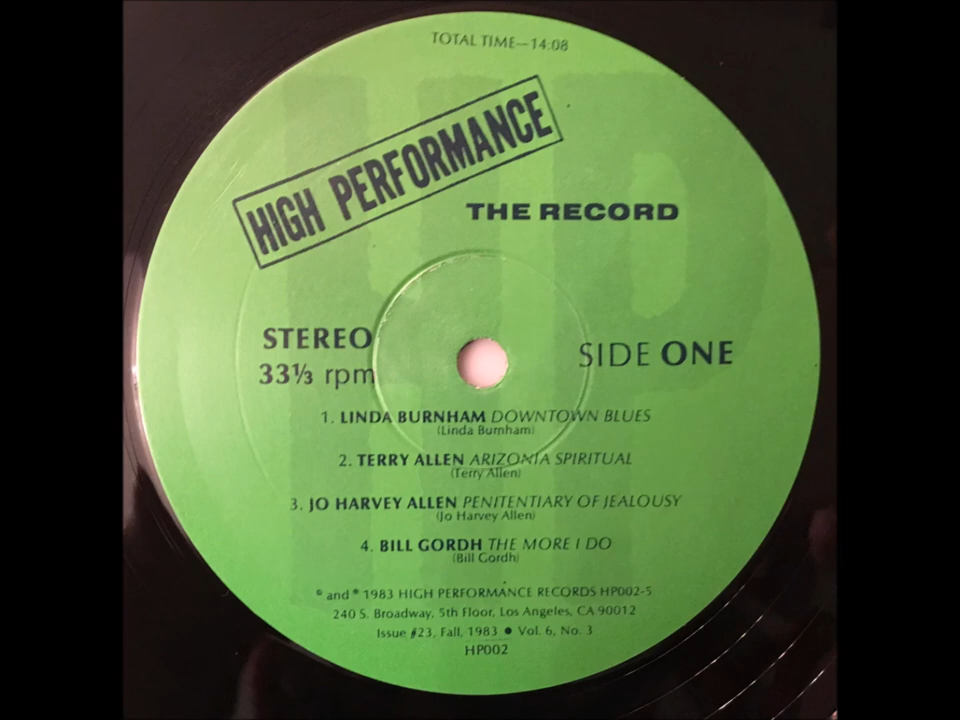 TOTAL TIME—14:08
HIGH PERFORMANCE
THE RECORD
STEREO
33⅓ rpm
SIDE ONE
1. LINDA BURNHAM DOWNTOWN BLUES
(Linda Burnham)
2. TERRY ALLEN ARIZONIA SPIRITUAL
(Terry Allen)
3. JO HARVEY ALLEN PENITENTIARY OF JEALOUSY
(Jo Harvey Allen)
4. BILL GORDH THE MORE I DO
(Bill Gordh)
© and ℗ 1983 HIGH PERFORMANCE RECORDS HP002-5
240 S. Broadway, 5th Floor, Los Angeles, CA 90012
Issue #23, Fall, 1983 ● Vol. 6, No. 3
HP002